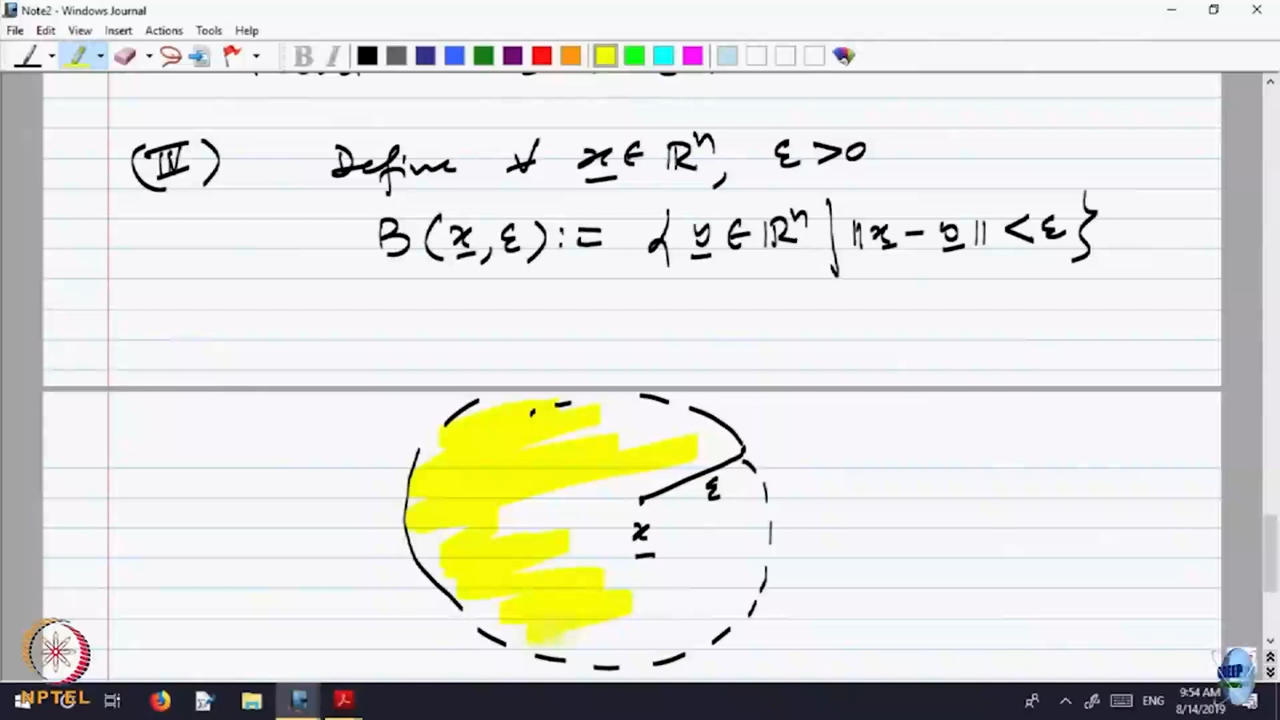 Note2 - Windows Journal
File Edit View Insert Actions Tools Help
B I
(IV) Define ∀ x ∈ ℝⁿ, ε > 0
B(x, ε) := { y ∈ ℝⁿ | ||x - y|| < ε }
ε
x
NPTEL
ENG
9:54 AM
8/14/2019